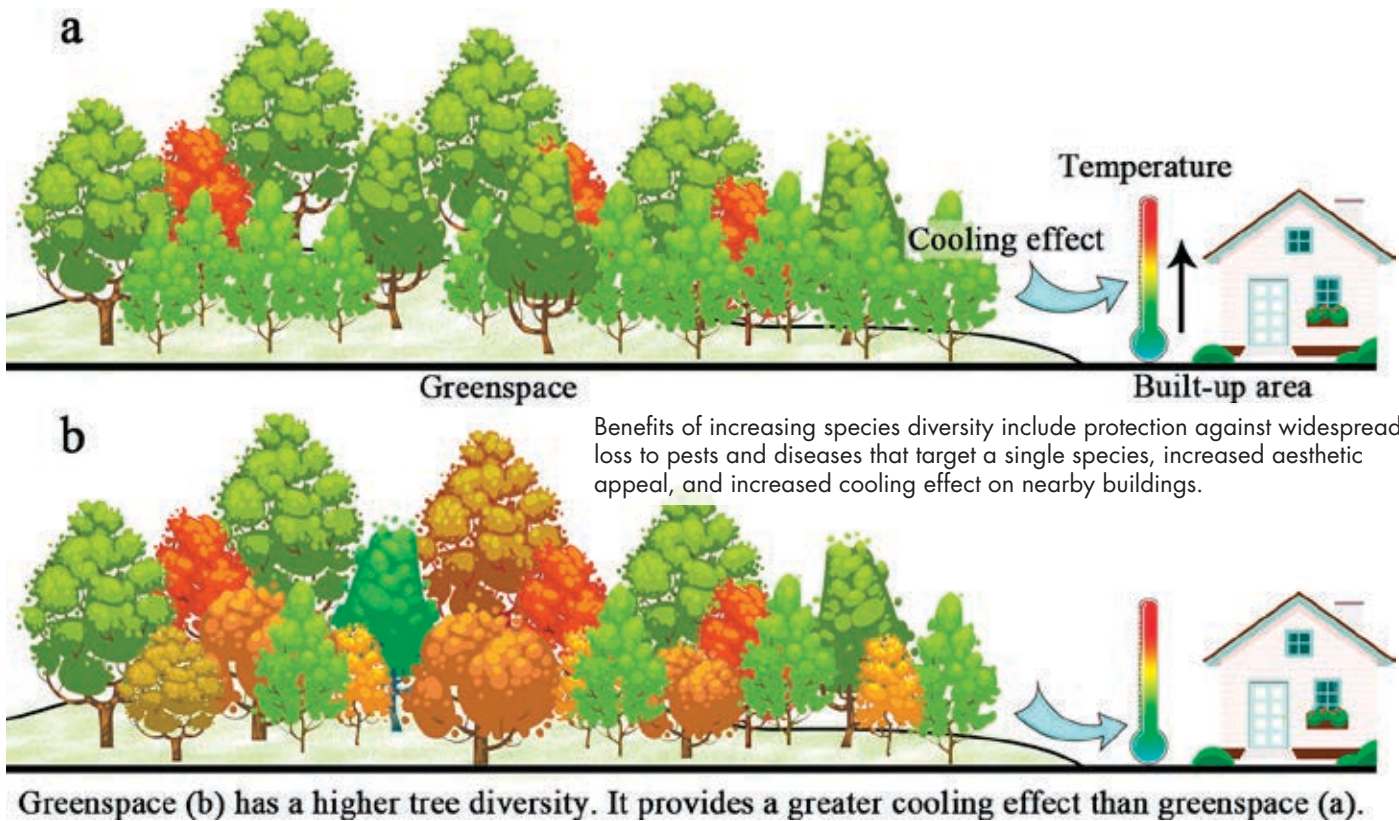 a
Temperature
Cooling effect
Greenspace
Built-up area
b
Benefits of increasing species diversity include protection against widespread
loss to pests and diseases that target a single species, increased aesthetic
appeal, and increased cooling effect on nearby buildings.
Greenspace (b) has a higher tree diversity. It provides a greater cooling effect than greenspace (a).